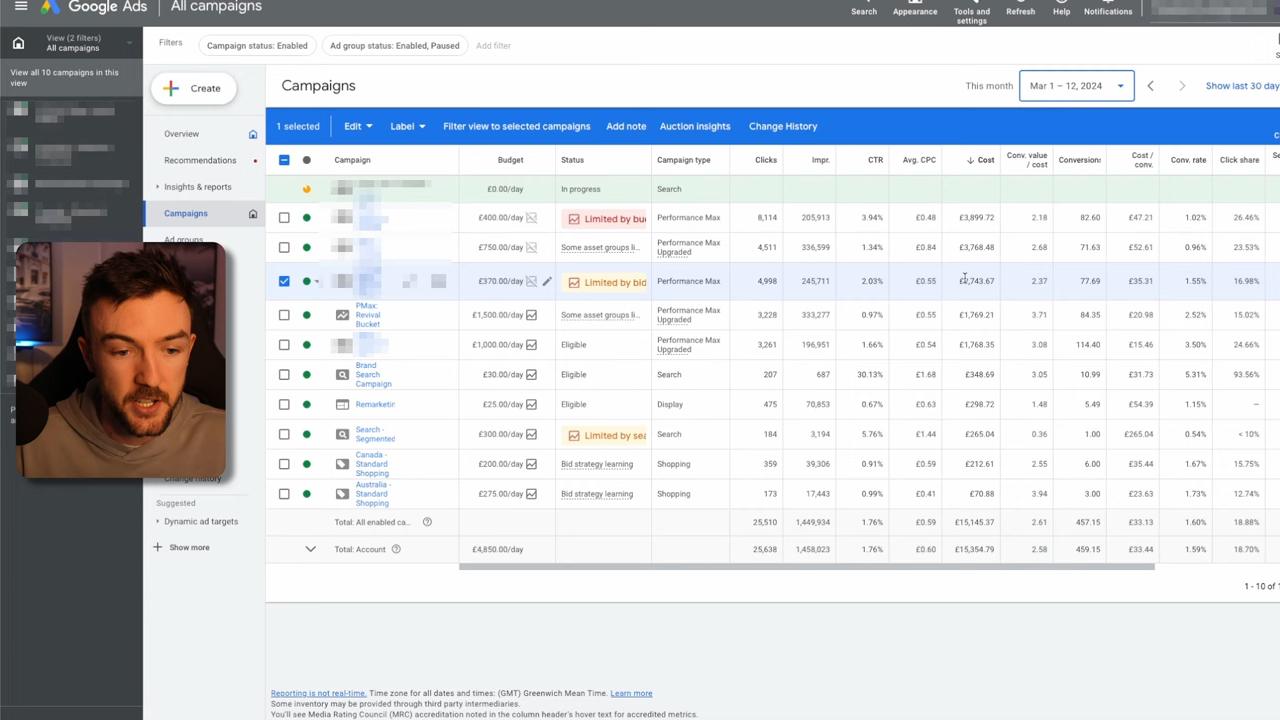 Google Ads
All campaigns
Search
Appearance
Tools and settings
Refresh
Help
Notifications
View (2 filters)
All campaigns
Filters
Campaign status: Enabled
Ad group status: Enabled, Paused
Add filter
View all 10 campaigns in this view
Create
Campaigns
This month
Mar 1 – 12, 2024
Show last 30 day
1 selected
Edit
Label
Filter view to selected campaigns
Add note
Auction insights
Change History
Overview
Recommendations
Insights & reports
Campaigns
Ad groups
Change history
Suggested
Dynamic ad targets
Show more
Campaign Budget Status Campaign type Clicks Impr. CTR Avg. CPC Cost Conv. value / cost Conversions Cost / conv. Conv. rate Click share
£0.00/day In progress Search
£400.00/day Limited by bu Performance Max 8,114 205,913 3.94% £0.48 £3,899.72 2.18 82.60 £47.21 1.02% 26.46%
£750.00/day Some asset groups li... Performance Max Upgraded 4,511 336,599 1.34% £0.84 £3,768.48 2.68 71.63 £52.61 0.96% 23.53%
£370.00/day Limited by bid Performance Max 4,998 245,711 2.03% £0.55 £2,743.67 2.37 77.69 £35.31 1.55% 16.98%
PMax: Revival Bucket £1,500.00/day Some asset groups li... Performance Max Upgraded 3,228 333,277 0.97% £0.55 £1,769.21 3.71 84.35 £20.98 2.52% 15.02%
£1,000.00/day Eligible Performance Max Upgraded 3,261 196,951 1.66% £0.54 £1,768.35 3.08 114.40 £15.46 3.50% 24.66%
Brand Search Campaign £30.00/day Eligible Search 207 687 30.13% £1.68 £348.69 3.05 10.99 £31.73 5.31% 93.56%
Remarketin £25.00/day Eligible Display 475 70,853 0.67% £0.63 £298.72 1.48 5.49 £54.39 1.15% —
Search - Segmented £300.00/day Limited by sea Search 184 3,194 5.76% £1.44 £265.04 0.36 1.00 £265.04 0.54% < 10%
Canada - Standard Shopping £200.00/day Bid strategy learning Shopping 359 39,306 0.91% £0.59 £212.61 2.55 6.00 £35.44 1.67% 15.75%
Australia - Standard Shopping £275.00/day Bid strategy learning Shopping 173 17,443 0.99% £0.41 £70.88 3.94 3.00 £23.63 1.73% 12.74%
Total: All enabled ca... 25,510 1,449,934 1.76% £0.59 £15,145.37 2.61 457.15 £33.13 1.60% 18.88%
Total: Account £4,850.00/day 25,638 1,458,023 1.76% £0.60 £15,354.79 2.58 459.15 £33.44 1.59% 18.70%
1 - 10 of 1
Reporting is not real-time. Time zone for all dates and times: (GMT) Greenwich Mean Time. Learn more
Some inventory may be provided through third party intermediaries.
You'll see Media Rating Council (MRC) accreditation noted in the column header's hover text for accredited metrics.